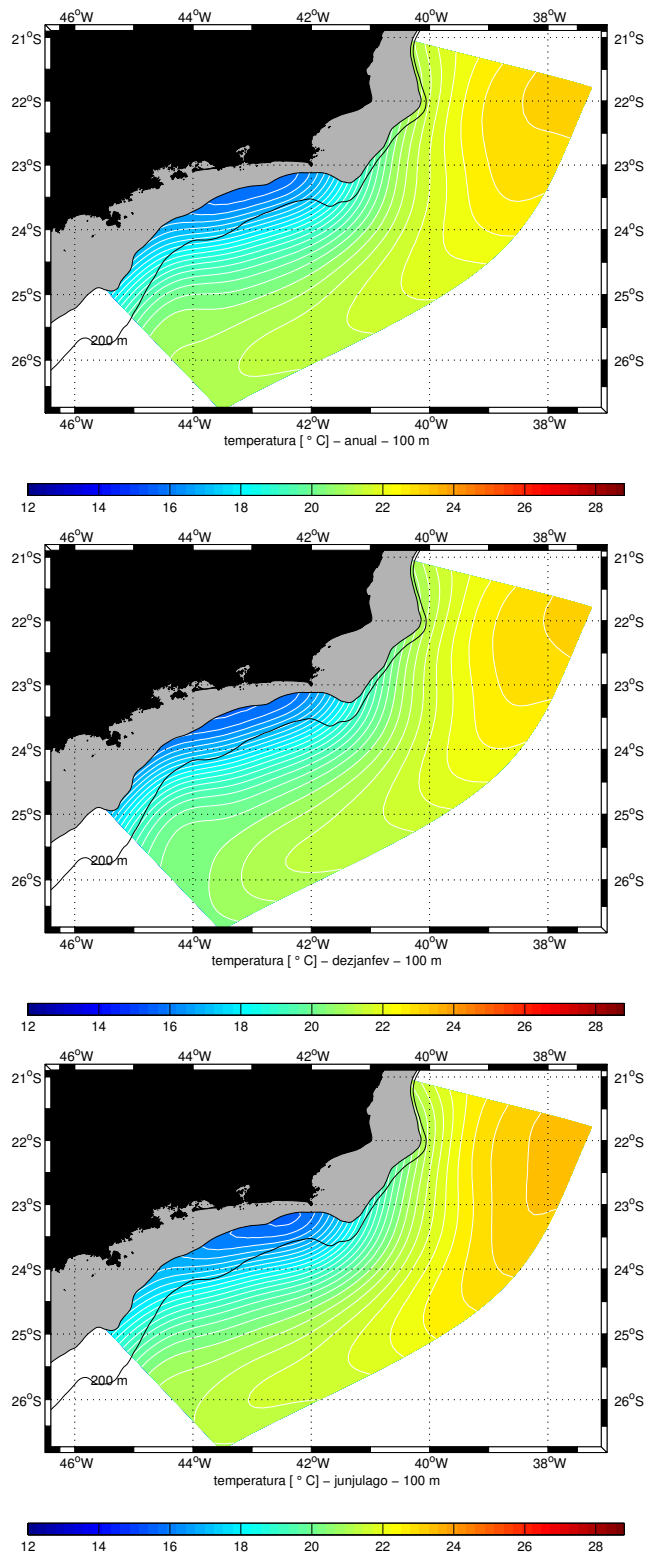 46°W 44°W 42°W 40°W 38°W
21°S 21°S
22°S 22°S
23°S 23°S
24°S 24°S
25°S 25°S
200 m
26°S 26°S
46°W 44°W 42°W 40°W 38°W
temperatura [ ° C] − anual − 100 m
12 14 16 18 20 22 24 26 28
46°W 44°W 42°W 40°W 38°W
21°S 21°S
22°S 22°S
23°S 23°S
24°S 24°S
25°S 25°S
200 m
26°S 26°S
46°W 44°W 42°W 40°W 38°W
temperatura [ ° C] − dezjanfev − 100 m
12 14 16 18 20 22 24 26 28
46°W 44°W 42°W 40°W 38°W
21°S 21°S
22°S 22°S
23°S 23°S
24°S 24°S
25°S 25°S
200 m
26°S 26°S
46°W 44°W 42°W 40°W 38°W
temperatura [ ° C] − junjulago − 100 m
12 14 16 18 20 22 24 26 28